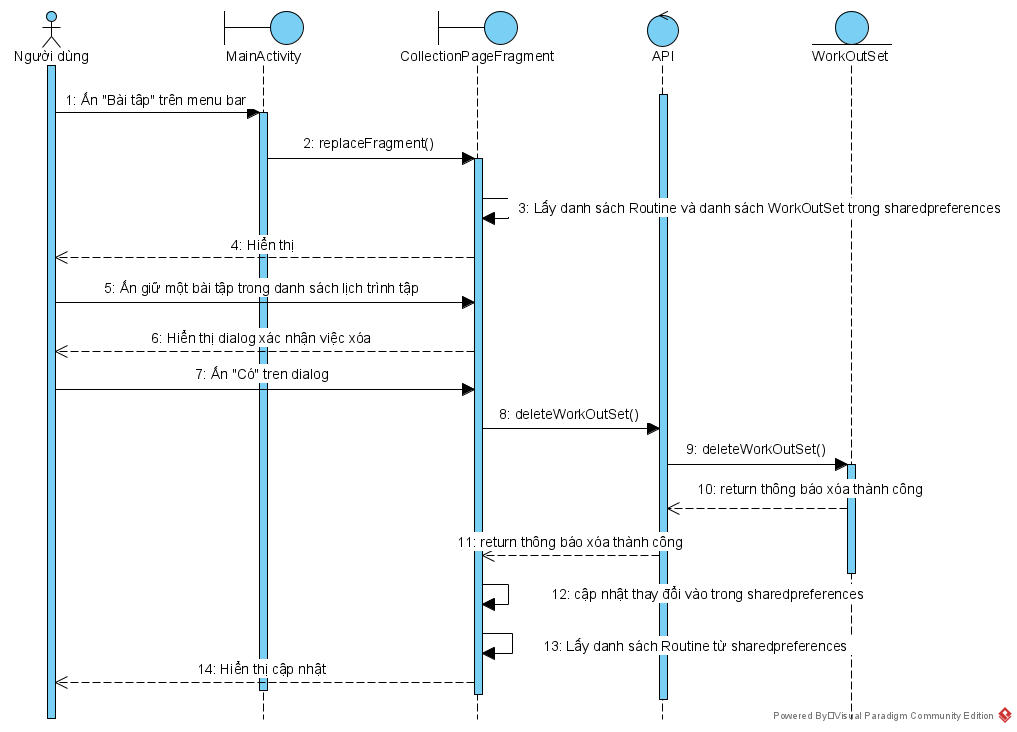 Người dùng
MainActivity
CollectionPageFragment
API
WorkOutSet
1: Ấn "Bài tâp" trên menu bar
2: replaceFragment()
3: Lấy danh sách Routine và danh sách WorkOutSet trong sharedpreferences
4: Hiển thị
5: Ấn giữ một bài tập trong danh sách lịch trình tập
6: Hiển thị dialog xác nhận việc xóa
7: Ấn "Có" tren dialog
8: deleteWorkOutSet()
9: deleteWorkOutSet()
10: return thông báo xóa thành công
11: return thông báo xóa thành công
12: cập nhật thay đổi vào trong sharedpreferences
13: Lấy danh sách Routine từ sharedpreferences
14: Hiển thị cập nhật
Powered By Visual Paradigm Community Edition